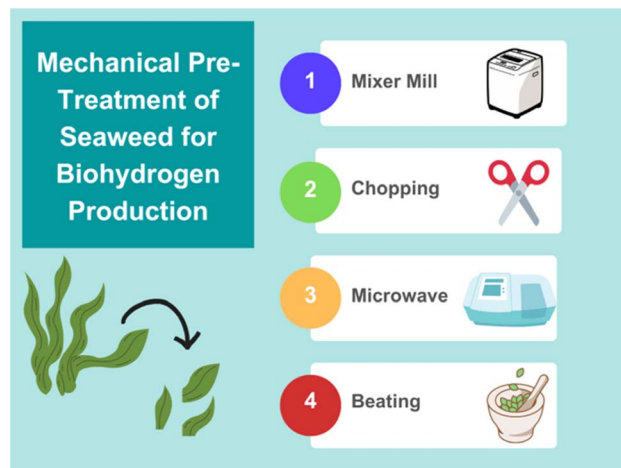 Mechanical Pre-
Treatment of
Seaweed for
Biohydrogen
Production
1 Mixer Mill
2 Chopping
3 Microwave
4 Beating